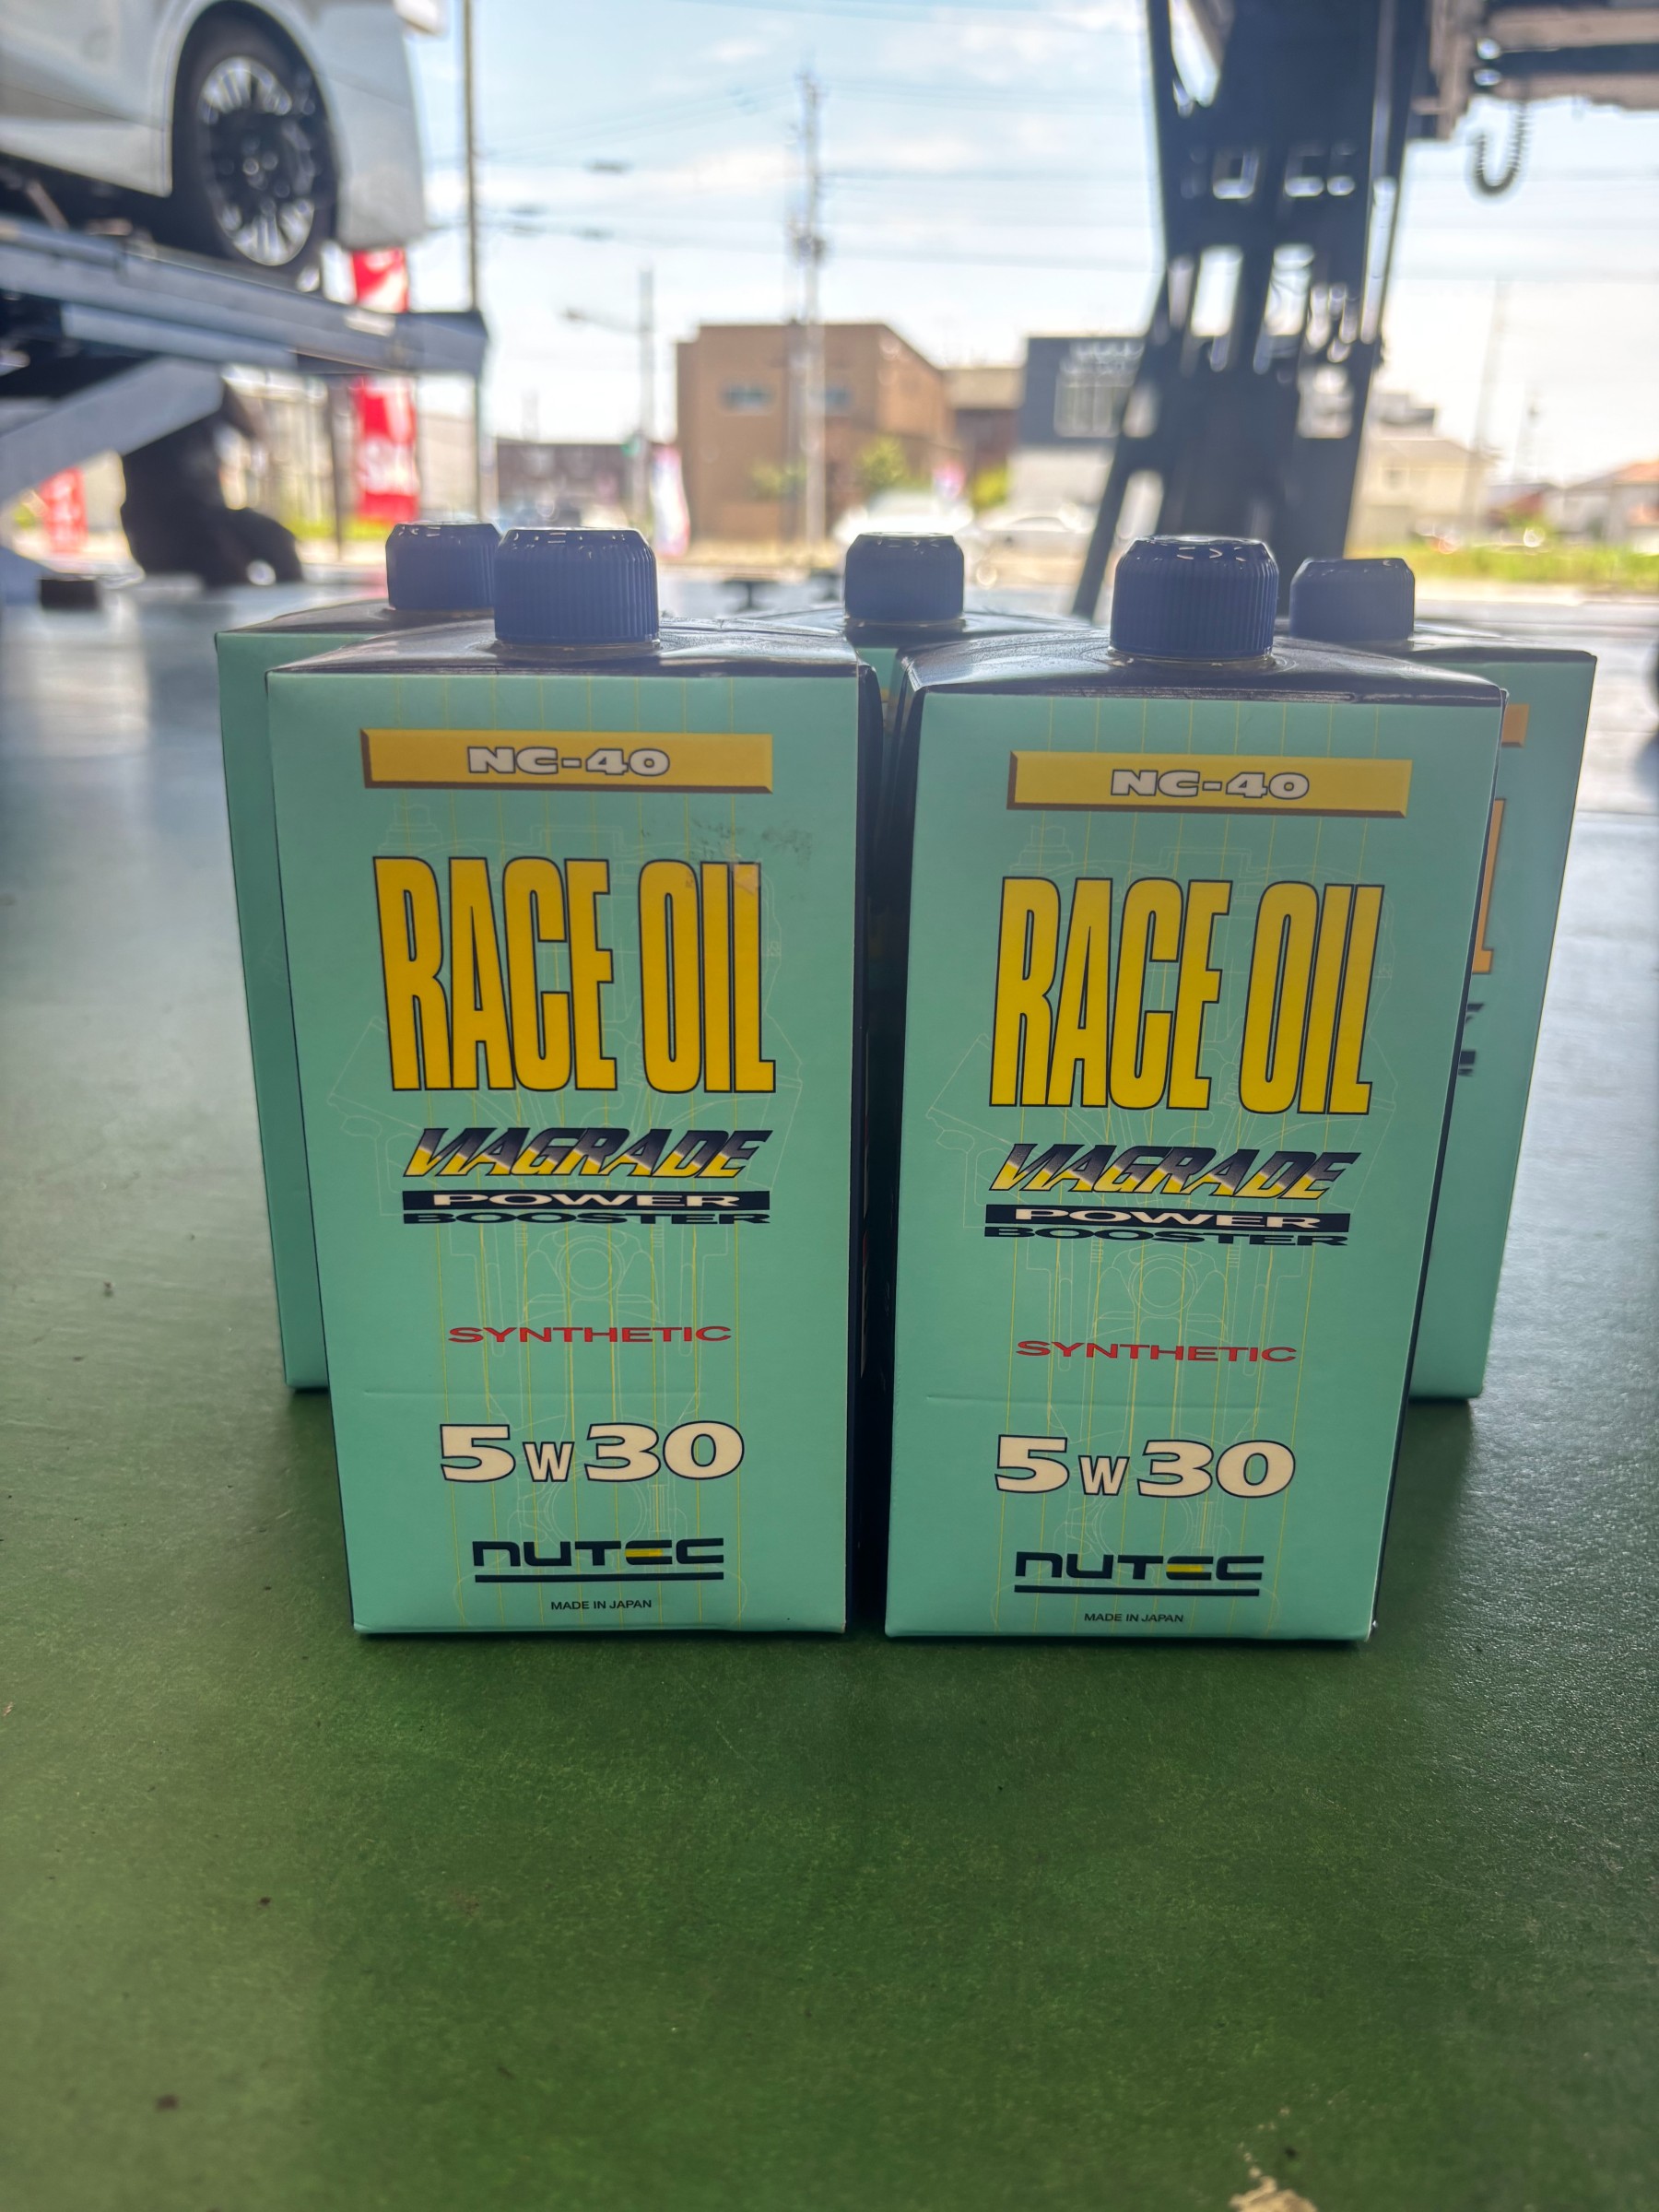 NC-40
RACE OIL
VIAGRADE
POWER
BOOSTER
SYNTHETIC
5W30
NUTEC
MADE IN JAPAN
NC-40
RACE OIL
VIAGRADE
POWER
BOOSTER
SYNTHETIC
5W30
NUTEC
MADE IN JAPAN